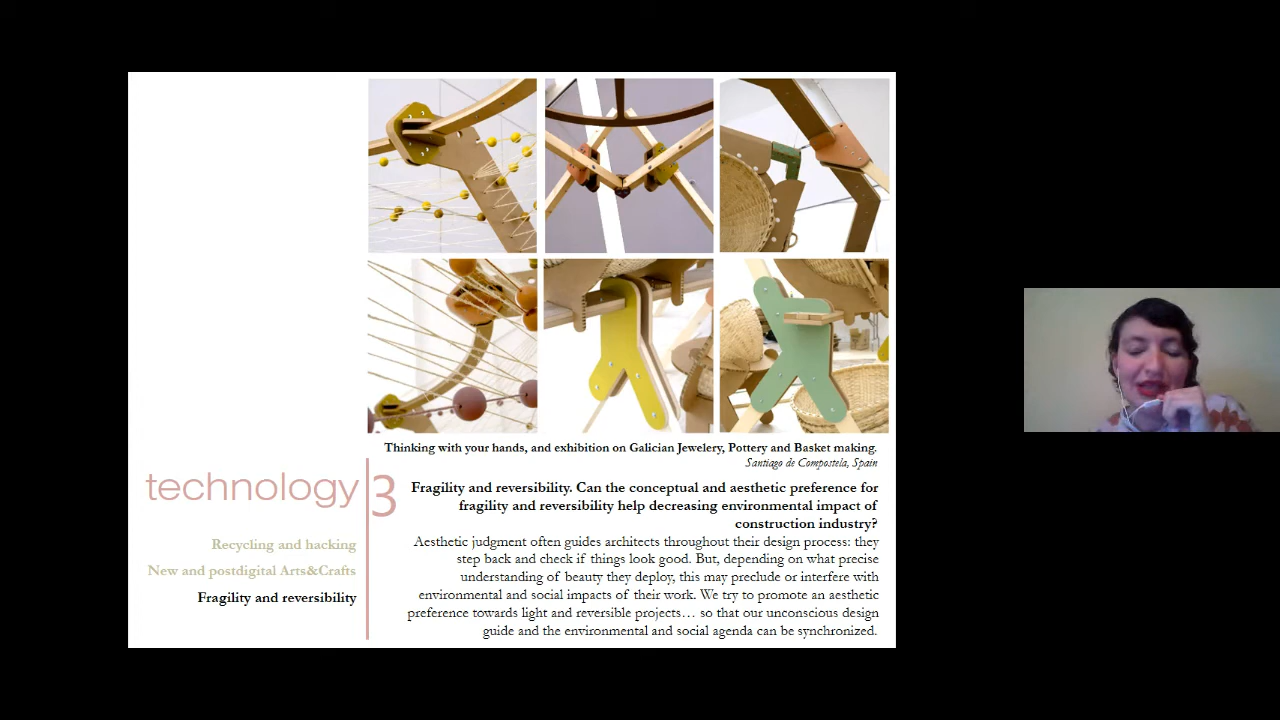 Thinking with your hands, and exhibition on Galician Jewelery, Pottery and Basket making.
Santiago de Compostela, Spain
technology
3
Recycling and hacking
New and postdigital Arts&Crafts
Fragility and reversibility
Fragility and reversibility. Can the conceptual and aesthetic preference for
fragility and reversibility help decreasing environmental impact of
construction industry?
Aesthetic judgment often guides architects throughout their design process: they
step back and check if things look good. But, depending on what precise
understanding of beauty they deploy, this may preclude or interfere with
environmental and social impacts of their work. We try to promote an aesthetic
preference towards light and reversible projects… so that our unconscious design
guide and the environmental and social agenda can be synchronized.